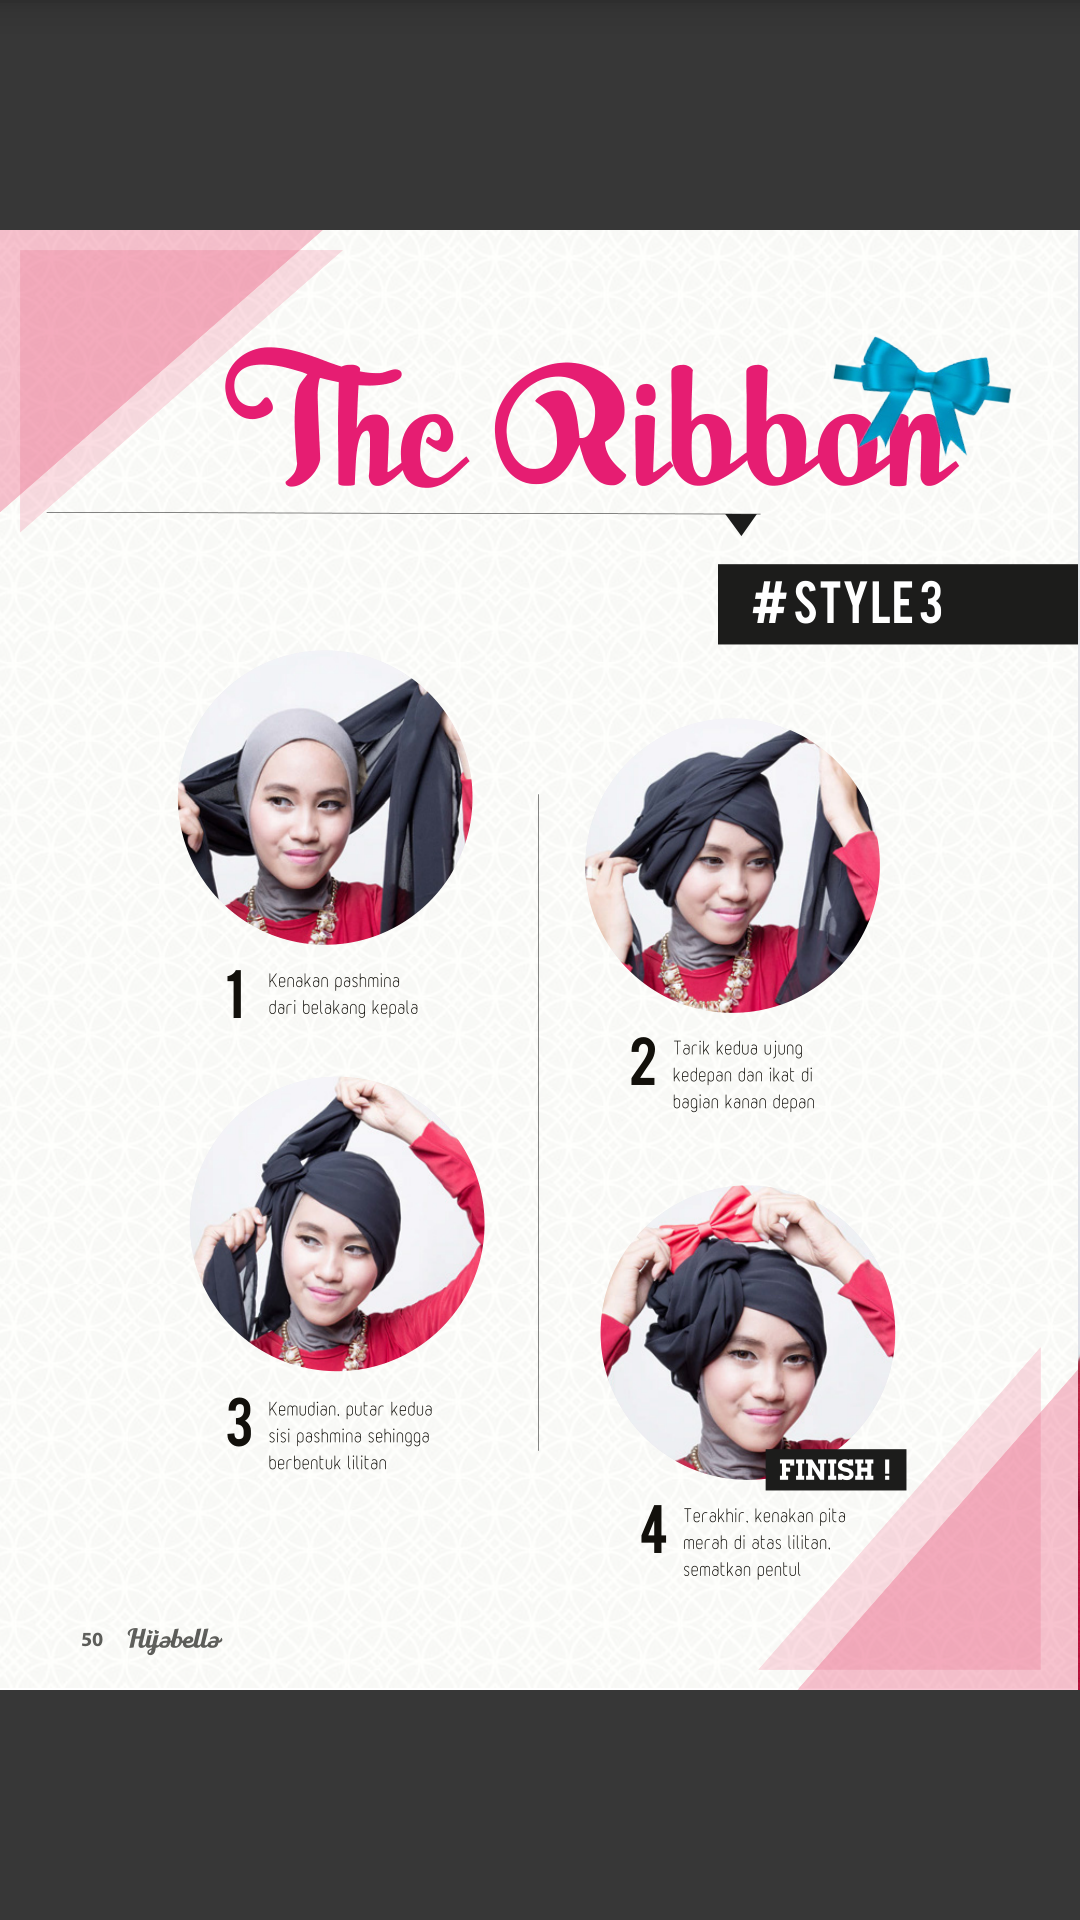 The Ribbon
#STYLE3
1 Kenakan pashmina
dari belakang kepala
2 Tarik kedua ujung
kedepan dan ikat di
bagian kanan depan
3 Kemudian, putar kedua
sisi pashmina sehingga
berbentuk lilitan
FINISH !
4 Terakhir, kenakan pita
merah di atas lilitan,
sematkan pentul
50 Hijabella